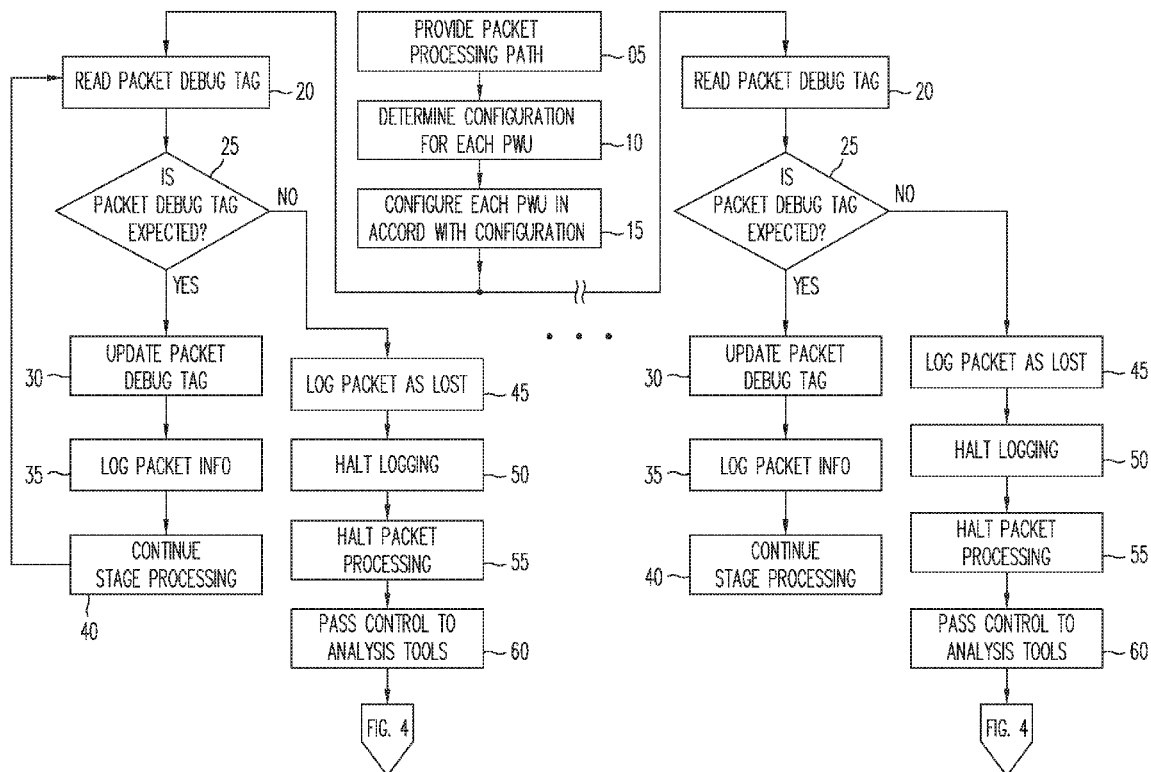 PROVIDE PACKET
PROCESSING PATH
05
DETERMINE CONFIGURATION
FOR EACH PWU
10
CONFIGURE EACH PWU IN
ACCORD WITH CONFIGURATION
15
READ PACKET DEBUG TAG
20
25
IS
PACKET DEBUG TAG
EXPECTED?
NO
YES
UPDATE PACKET
DEBUG TAG
30
LOG PACKET INFO
35
CONTINUE
STAGE PROCESSING
40
LOG PACKET AS LOST
45
HALT LOGGING
50
HALT PACKET
PROCESSING
55
PASS CONTROL TO
ANALYSIS TOOLS
60
FIG. 4
• • •
READ PACKET DEBUG TAG
20
25
IS
PACKET DEBUG TAG
EXPECTED?
NO
YES
UPDATE PACKET
DEBUG TAG
30
LOG PACKET INFO
35
CONTINUE
STAGE PROCESSING
40
LOG PACKET AS LOST
45
HALT LOGGING
50
HALT PACKET
PROCESSING
55
PASS CONTROL TO
ANALYSIS TOOLS
60
FIG. 4